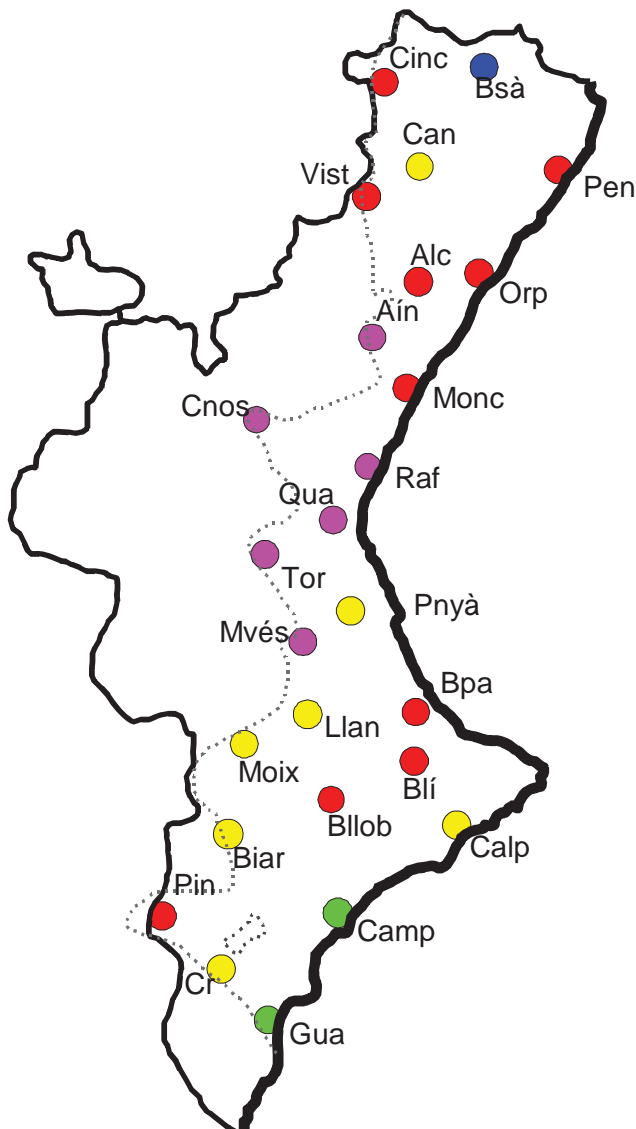 Cinc
Bsà
Can
Vist
Pen
Alc
Orp
Aín
Monc
Cnos
Raf
Qua
Tor
Pnyà
Mvés
Bpa
Llan
Moix
Blí
Bllob
Calp
Biar
Pin
Camp
Cr
Gua